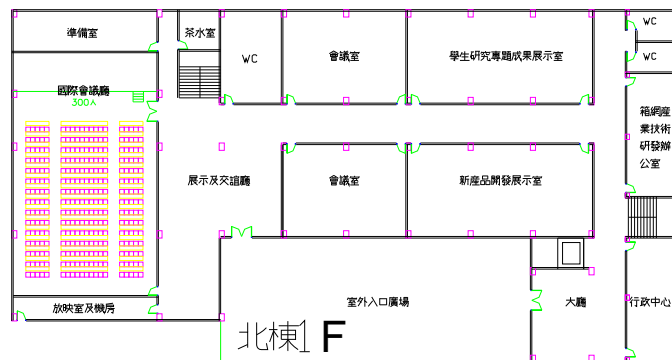 準備室
茶水室
WC
會議室
學生研究專題成果展示室
WC
WC
國際會議廳
300人
箱網產
業技術
研發辦
公室
展示及交誼廳
會議室
新產品開發展示室
放映室及機房
室外入口廣場
大廳
行政中心
北棟1F